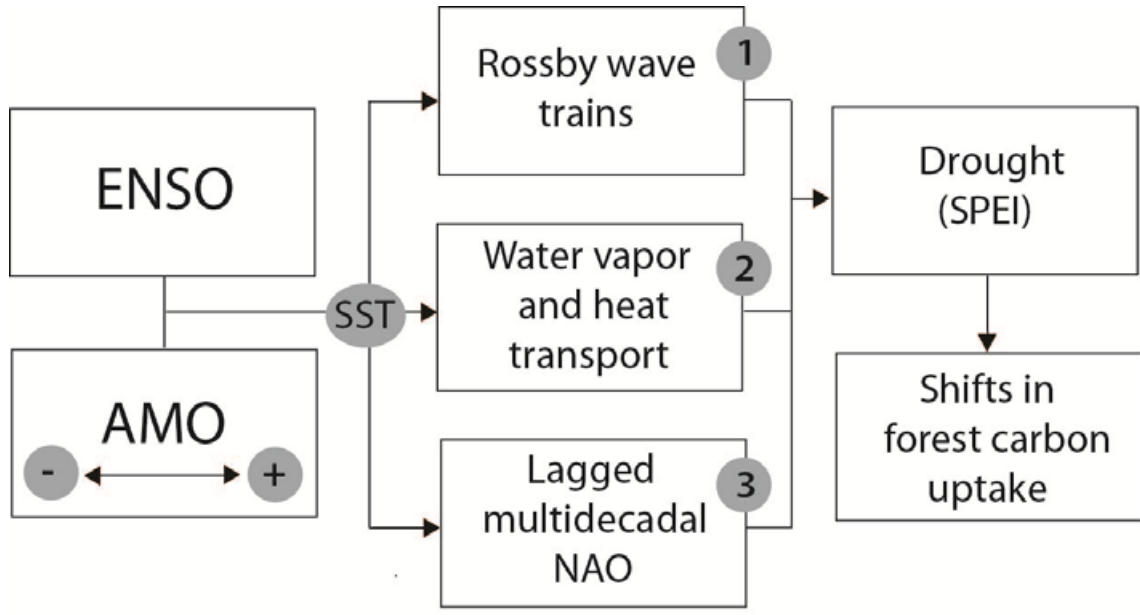 ENSO
AMO
-
+
SST
Rossby wave
trains
1
Water vapor
and heat
transport
2
Lagged
multidecadal
NAO
3
Drought
(SPEI)
Shifts in
forest carbon
uptake